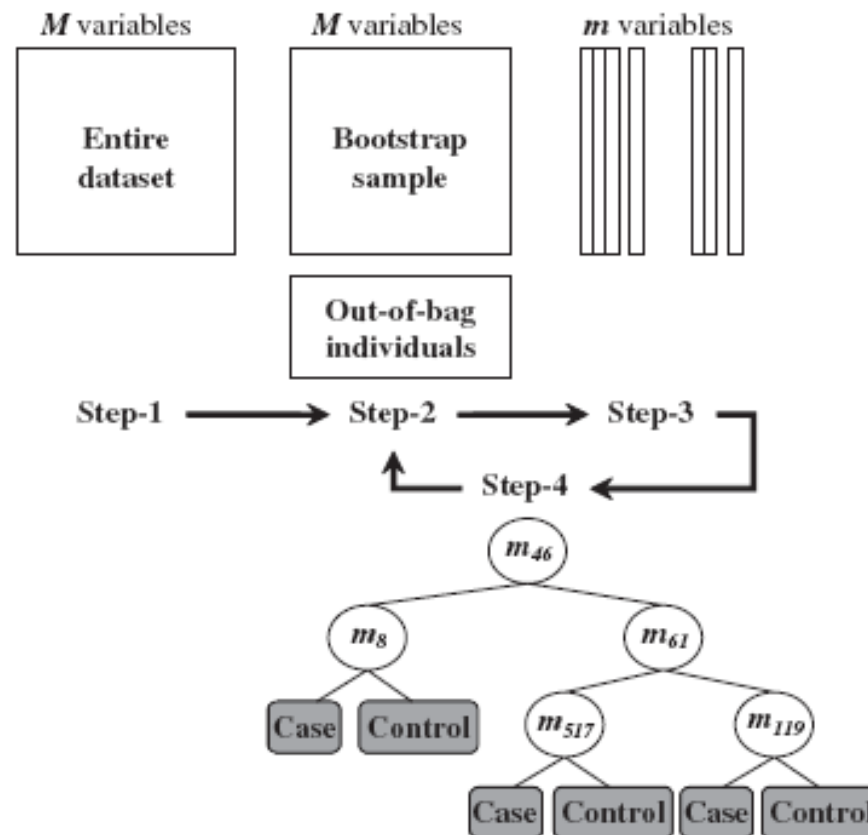 M variables
M variables
m variables
Entire
dataset
Bootstrap
sample
Out-of-bag
individuals
Step-1
Step-2
Step-3
Step-4
m46
m8
m61
Case
Control
m517
m119
Case
Control
Case
Control